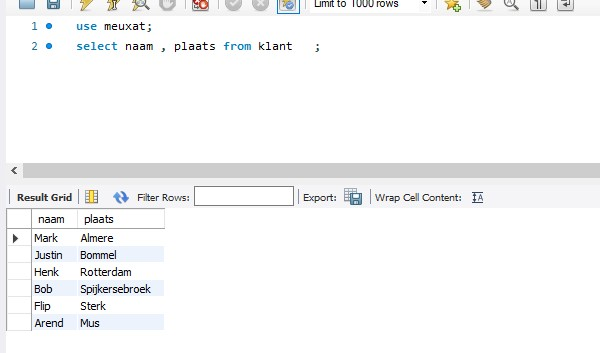 Limit to 1000 rows
1 use meuxat;
2 select naam , plaats from klant ;
Result Grid Filter Rows: Export: Wrap Cell Content:
naam plaats
Mark Almere
Justin Bommel
Henk Rotterdam
Bob Spijkersebroek
Flip Sterk
Arend Mus